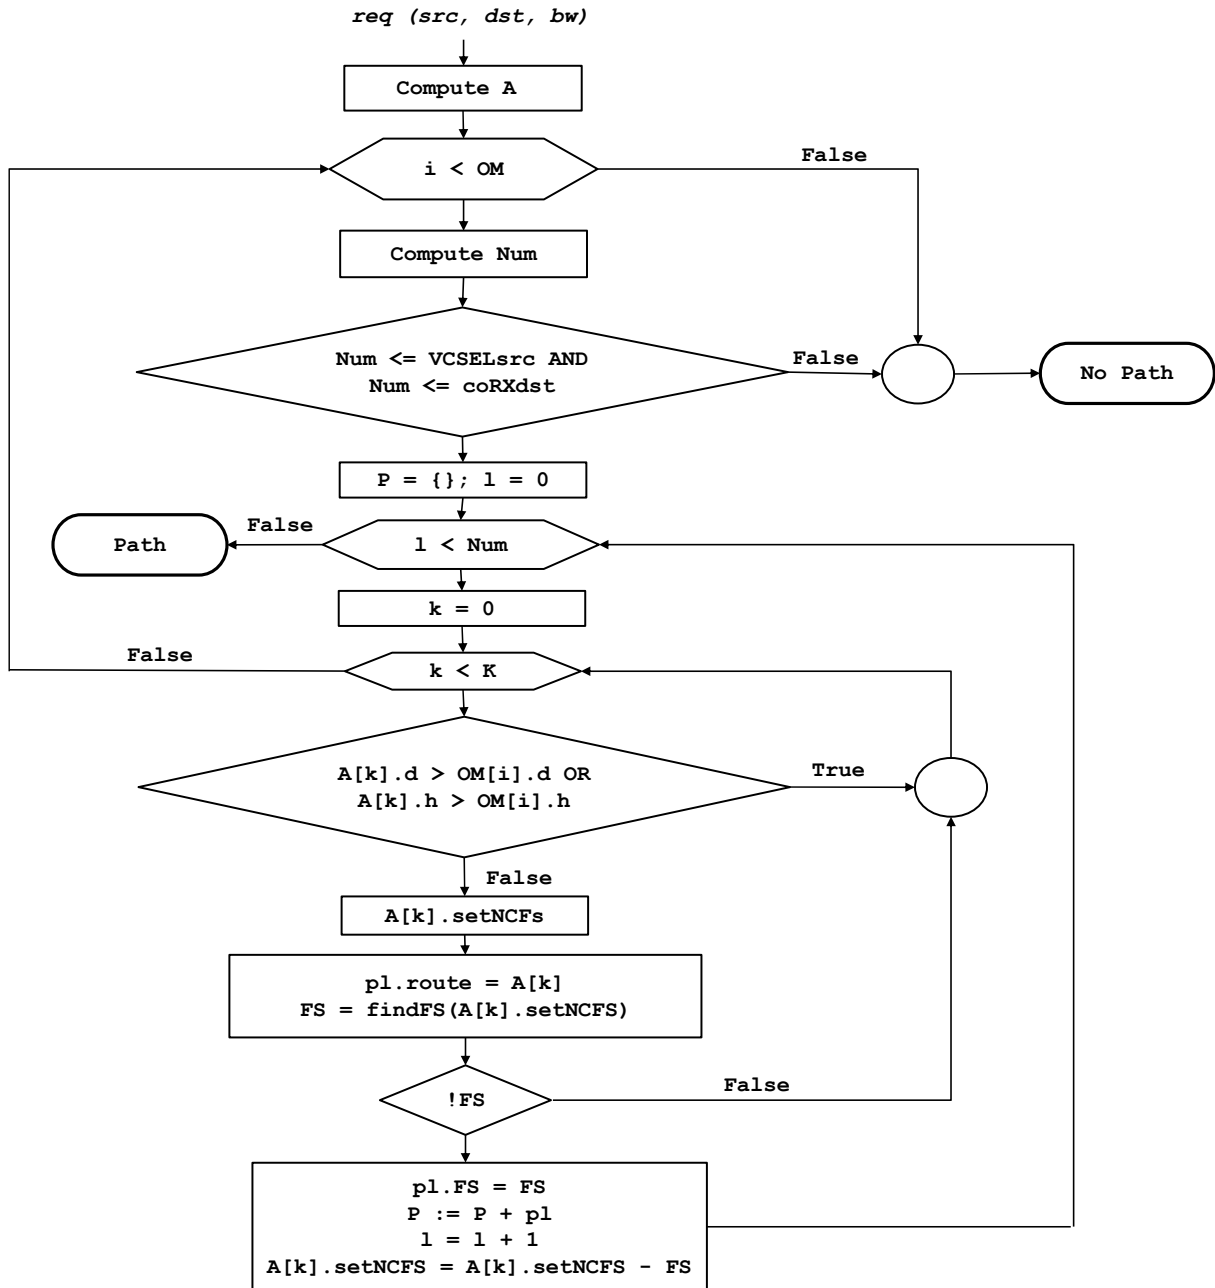 req (src, dst, bw)
Compute A
i < OM
False
Compute Num
Num <= VCSELsrc AND
Num <= coRXdst
False
No Path
P = {}; l = 0
Path
False
l < Num
k = 0
False
k < K
A[k].d > OM[i].d OR
A[k].h > OM[i].h
True
False
A[k].setNCFs
pl.route = A[k]
FS = findFS(A[k].setNCFS)
!FS
False
pl.FS = FS
P := P + pl
l = l + 1
A[k].setNCFS = A[k].setNCFS - FS